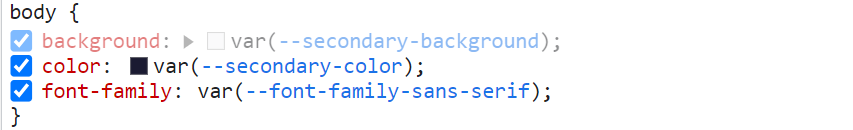 body {
background: var(--secondary-background);
color: var(--secondary-color);
font-family: var(--font-family-sans-serif);
}